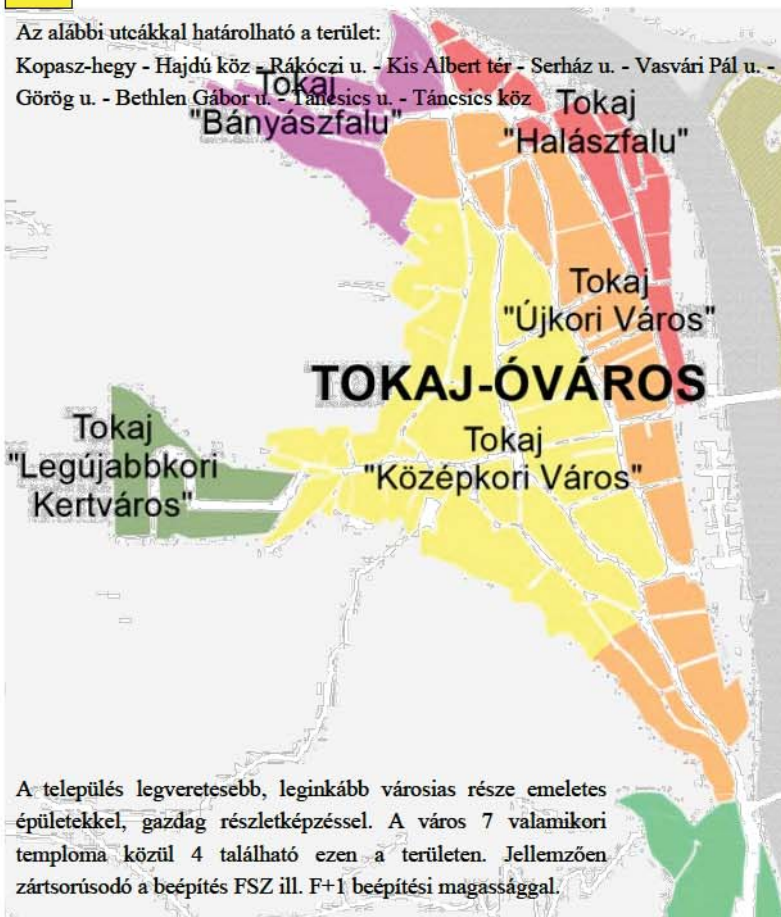 Az alábbi utcákkal határolható a terület:
Kopasz-hegy - Hajdú köz - Rákóczi u. - Kis Albert tér - Serház u. - Vasvári Pál u. -
Görög u. - Bethlen Gábor u. - Táncsics u. - Táncsics köz
Tokaj
"Bányászfalu"
Tokaj
"Halászfalu"
Tokaj
"Újkori Város"
TOKAJ-ÓVÁROS
Tokaj
"Legújabbkori
Kertváros"
Tokaj
"Középkori Város"
A település legveretesebb, leginkább városias része emeletes
épületekkel, gazdag részletképzéssel. A város 7 valamikori
temploma közül 4 található ezen a területen. Jellemzően
zártsorúsodó a beépítés FSZ ill. F+1 beépítési magassággal.